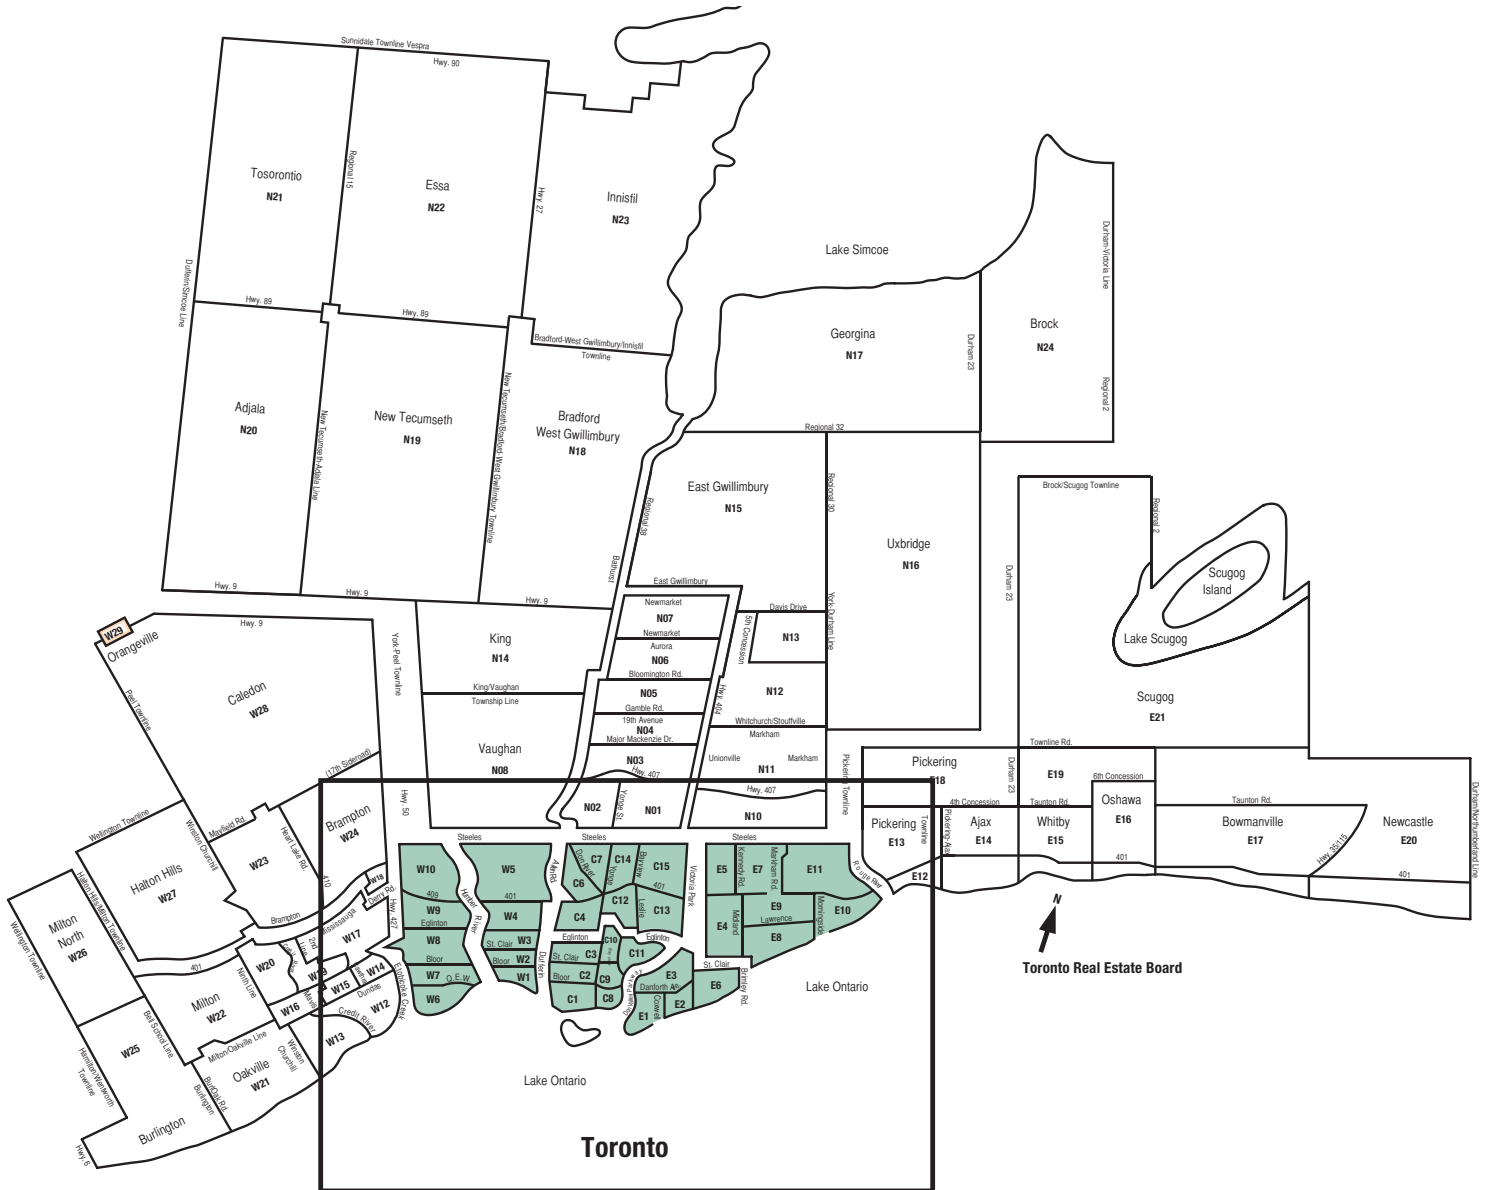 Sunnidale Townline Vespra
Hwy. 90
Tosorontio
N21
Regional 15
Essa
N22
Hwy. 27
Innisfil
N23
Lake Simcoe
Dufferin/Simcoe Line
Hwy. 89
Hwy. 89
Bradford-West Gwillimbury/Innisfil
Townline
Georgina
N17
Durham 23
Brock
N24
Durham-Victoria Line
Regional 2
Adjala
N20
New Tecumseth-Adjala Line
New Tecumseth
N19
New Tecumseth/Bradford-West Gwillimbury Townline
Bradford
West Gwillimbury
N18
Regional 32
East Gwillimbury
N15
Regional 38
Bathurst
Regional 30
Uxbridge
N16
Brock/Scugog Townline
Regional 2
Durham 23
Scugog
Island
Lake Scugog
Scugog
E21
Hwy. 9
Hwy. 9
Hwy. 9
East Gwillimbury
Newmarket
N07
Newmarket
Aurora
N06
Bloomington Rd.
N05
Gamble Rd.
19th Avenue
N04
Major Mackenzie Dr.
N03
Hwy. 407
Davis Drive
5th Concession
N13
York-Durham Line
N12
Hwy. 404
Whitchurch/Stouffville
Markham
Unionville
Markham
N11
Hwy. 407
N10
W29
Orangeville
Hwy. 9
York-Peel Townline
King
N14
King/Vaughan
Township Line
Vaughan
N08
N02
Yonge St.
N01
Peel Townline
Caledon
W28
(17th Sideroad)
Hwy. 50
Pickering Townline
Pickering
E18
Townline Rd.
Durham 23
E19
6th Concession
4th Concession
Taunton Rd.
Taunton Rd.
Pickering
E13
Townline
Pickering-Ajax
Ajax
E14
Whitby
E15
Oshawa
E16
Bowmanville
E17
Hwy. 35/115
Newcastle
E20
Durham/Northumberland Line
401
401
E12
Rouge River
Wellington Townline
Winston Churchill
Mayfield Rd.
Heart Lake Rd.
Brampton
W24
W23
410
Halton Hills
W27
Halton Hills/Milton Townline
Milton
North
W26
Wellington Townline
401
Brampton
Mississauga
W18
Derry Rd.
Hwy. 427
W17
2nd Line
W20
Ninth Line
W19
W15
W14
Dundas
W16
W12
Credit River
W13
Etobicoke Creek
Milton
W22
Bell School Line
Milton/Oakville Line
Winston
Churchill
Oakville
W21
BurlOak Rd.
Burlington
W25
Hamilton/Wentworth
Townline
Burlington
Hwy. 6
Steeles
Steeles
Steeles
W10
409
W9
Eglinton
W8
Bloor
W7
Q.E.W.
W6
Humber River
W5
401
W4
W3
St. Clair
W2
Bloor
W1
Allen Rd.
Dufferin
C7
Don River
C6
C14
Yonge
Bayview
C15
401
C12
Leslie
C13
C4
Eglinton
Eglinton
C10
C11
C3
St. Clair
C2
Bloor
C9
C1
C8
Victoria Park
E5
Kennedy Rd.
E7
Markham Rd.
E11
E10
Morningside
E9
Lawrence
E8
E4
Midland
St. Clair
E3
Danforth Av.
E6
Brimley Rd.
E1
Coxwell
E2
Lake Ontario
Lake Ontario
Toronto
N
Toronto Real Estate Board